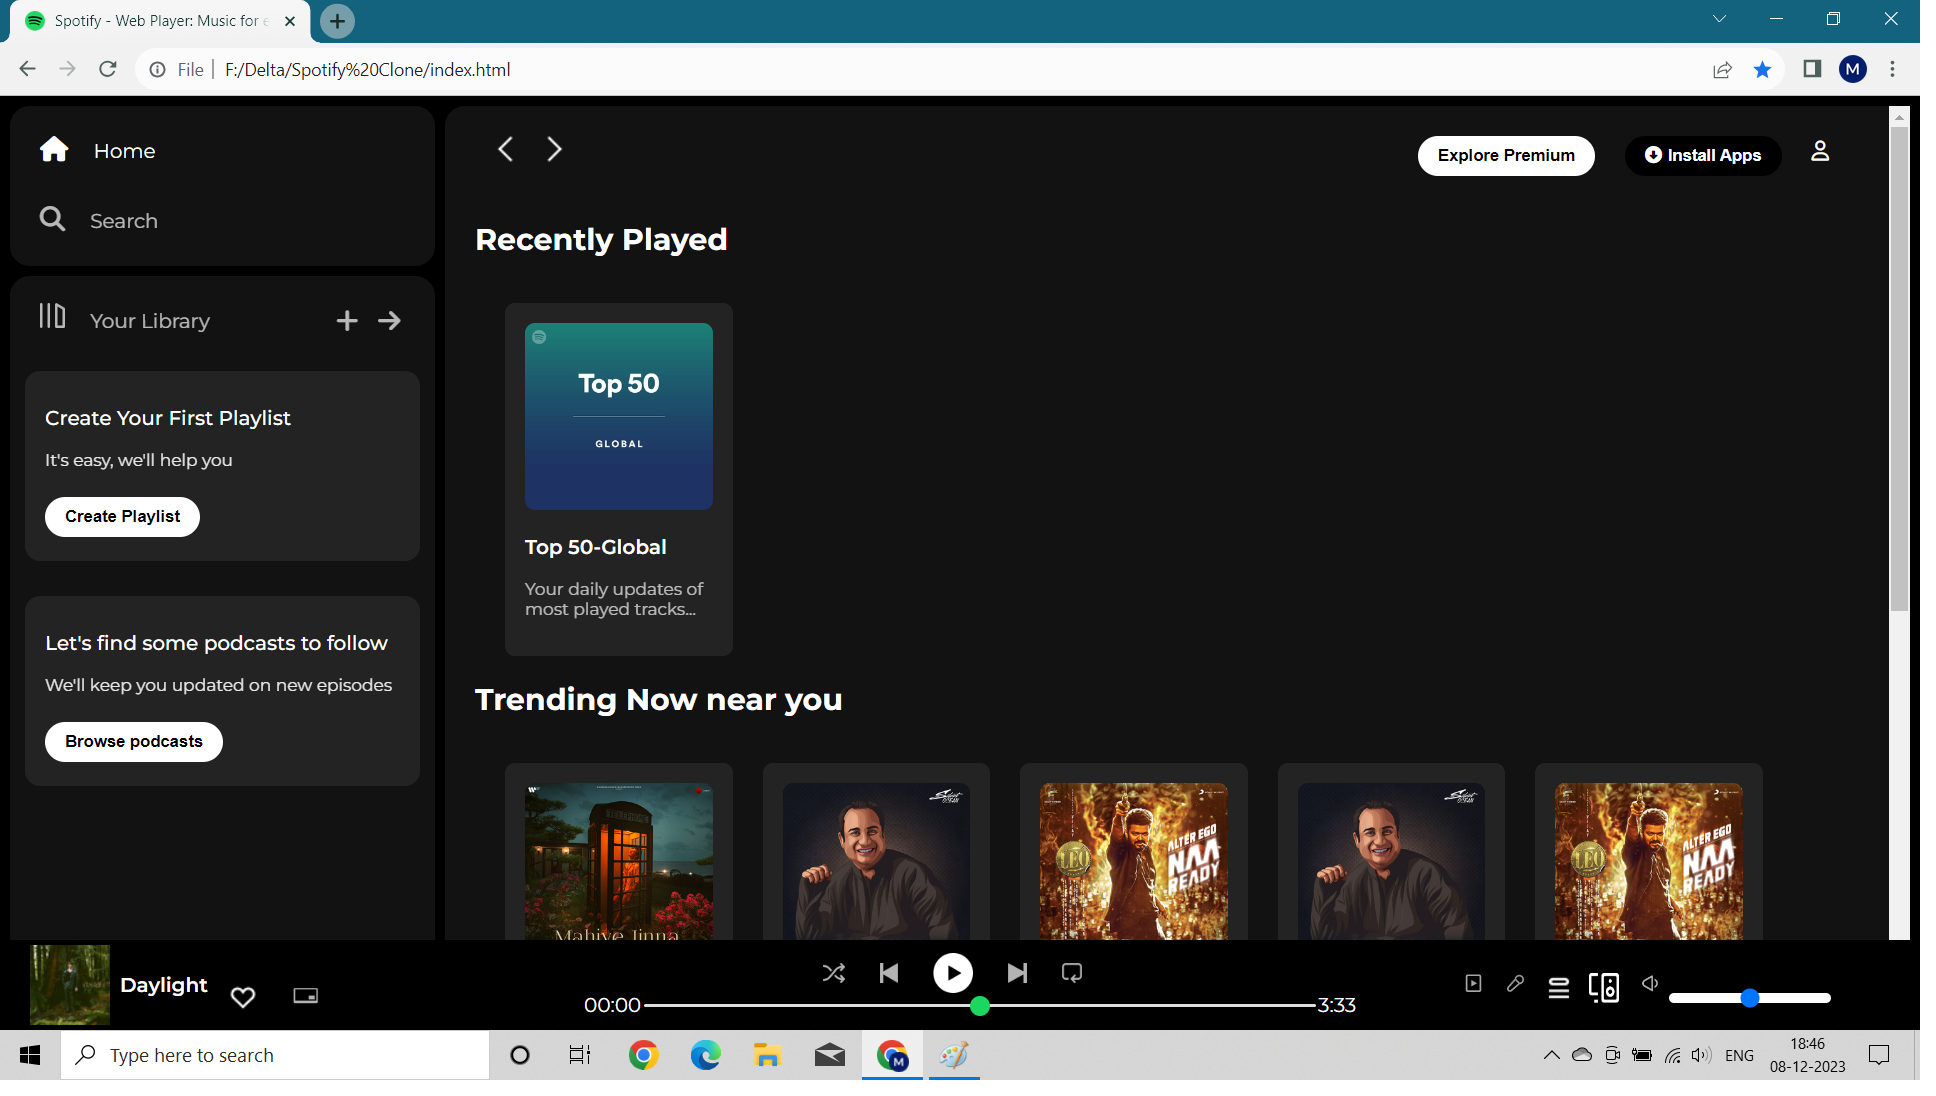 Spotify - Web Player: Music for e
File
F:/Delta/Spotify%20Clone/index.html
M
Home
Search
Your Library
Create Your First Playlist
It's easy, we'll help you
Create Playlist
Let's find some podcasts to follow
We'll keep you updated on new episodes
Browse podcasts
Explore Premium
Install Apps
Recently Played
Top 50
GLOBAL
Top 50-Global
Your daily updates of
most played tracks...
Trending Now near you
Mahiye Jinna
LEO
ALTER EGO
NAA
READY
LEO
ALTER EGO
NAA
READY
Daylight
00:00
3:33
Type here to search
M
ENG
18:46
08-12-2023